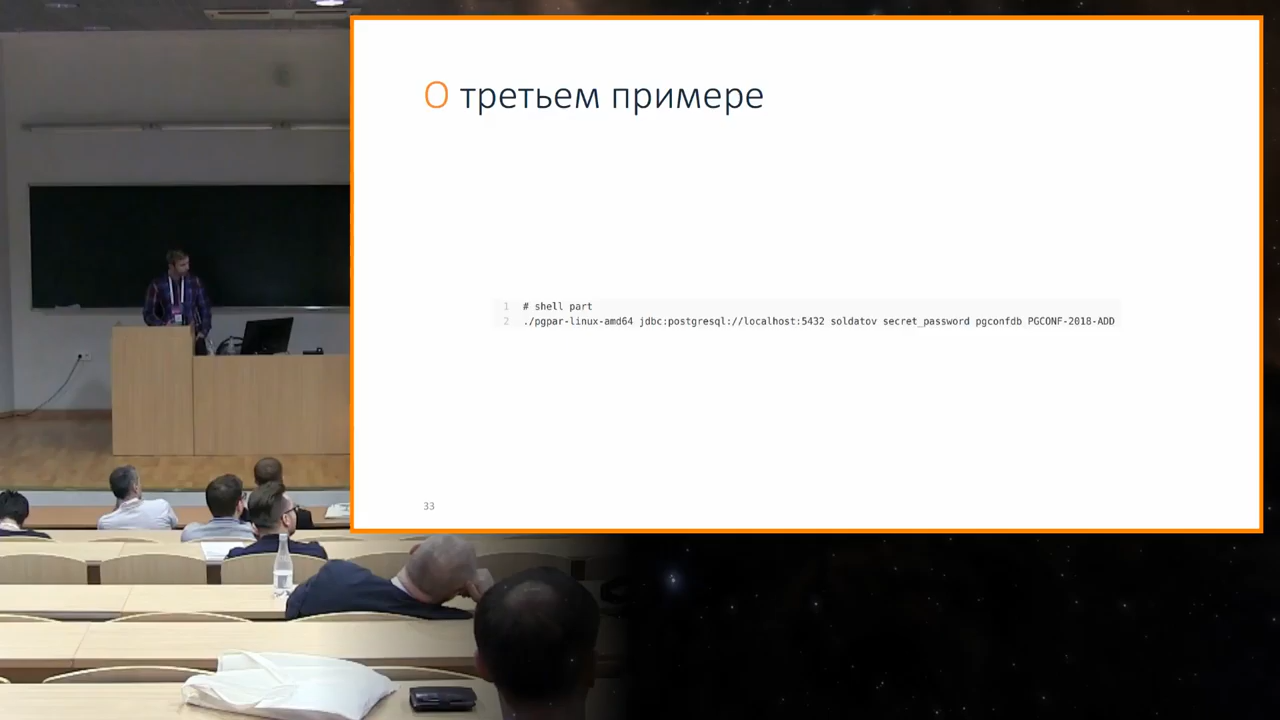 О третьем примере
1 # shell part
2 ./pgpar-linux-amd64 jdbc:postgresql://localhost:5432 soldatov secret_password pgconfdb PGCONF-2018-ADD
33